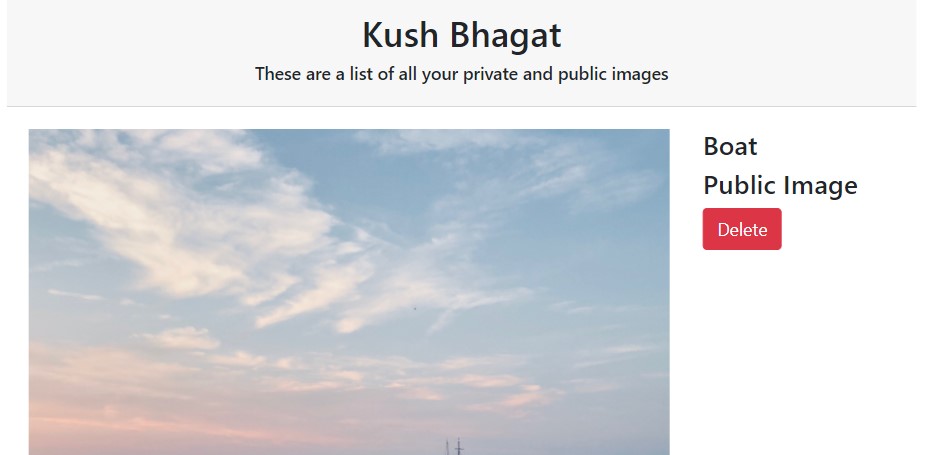 Kush Bhagat
These are a list of all your private and public images
Boat
Public Image
Delete